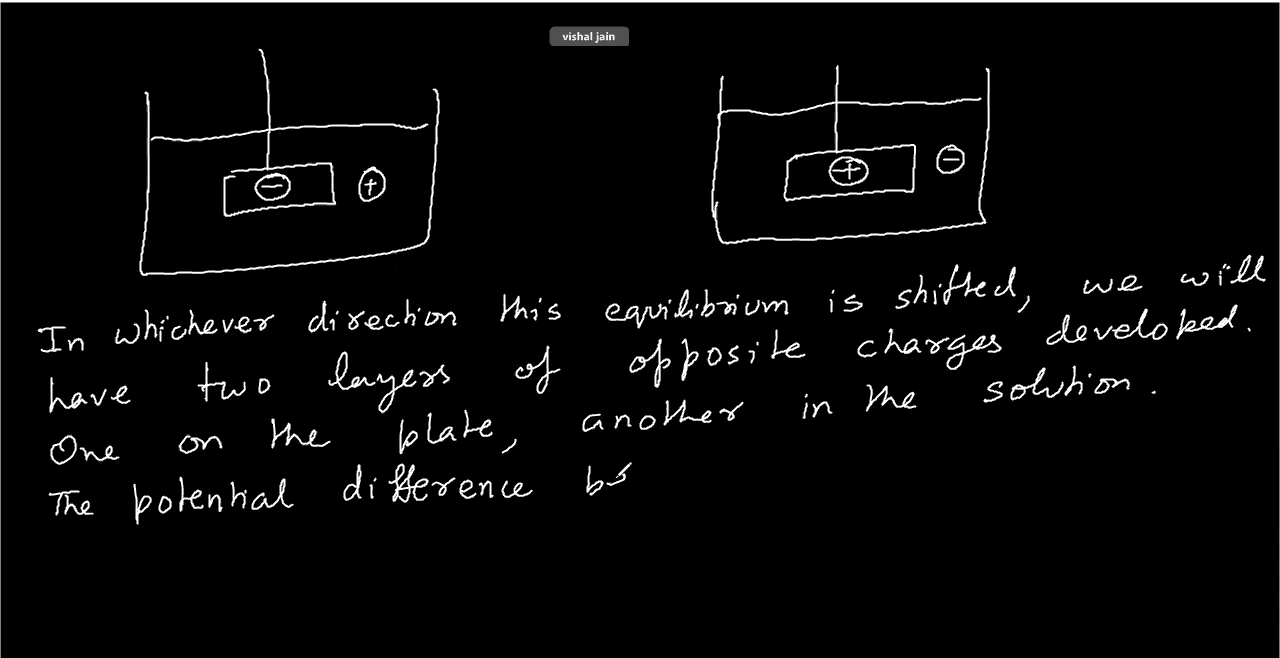 vishal jain
In whichever direction this equilibrium is shifted, we will
have two layers of opposite charges developed.
One on the plate, another in the solution.
The potential difference